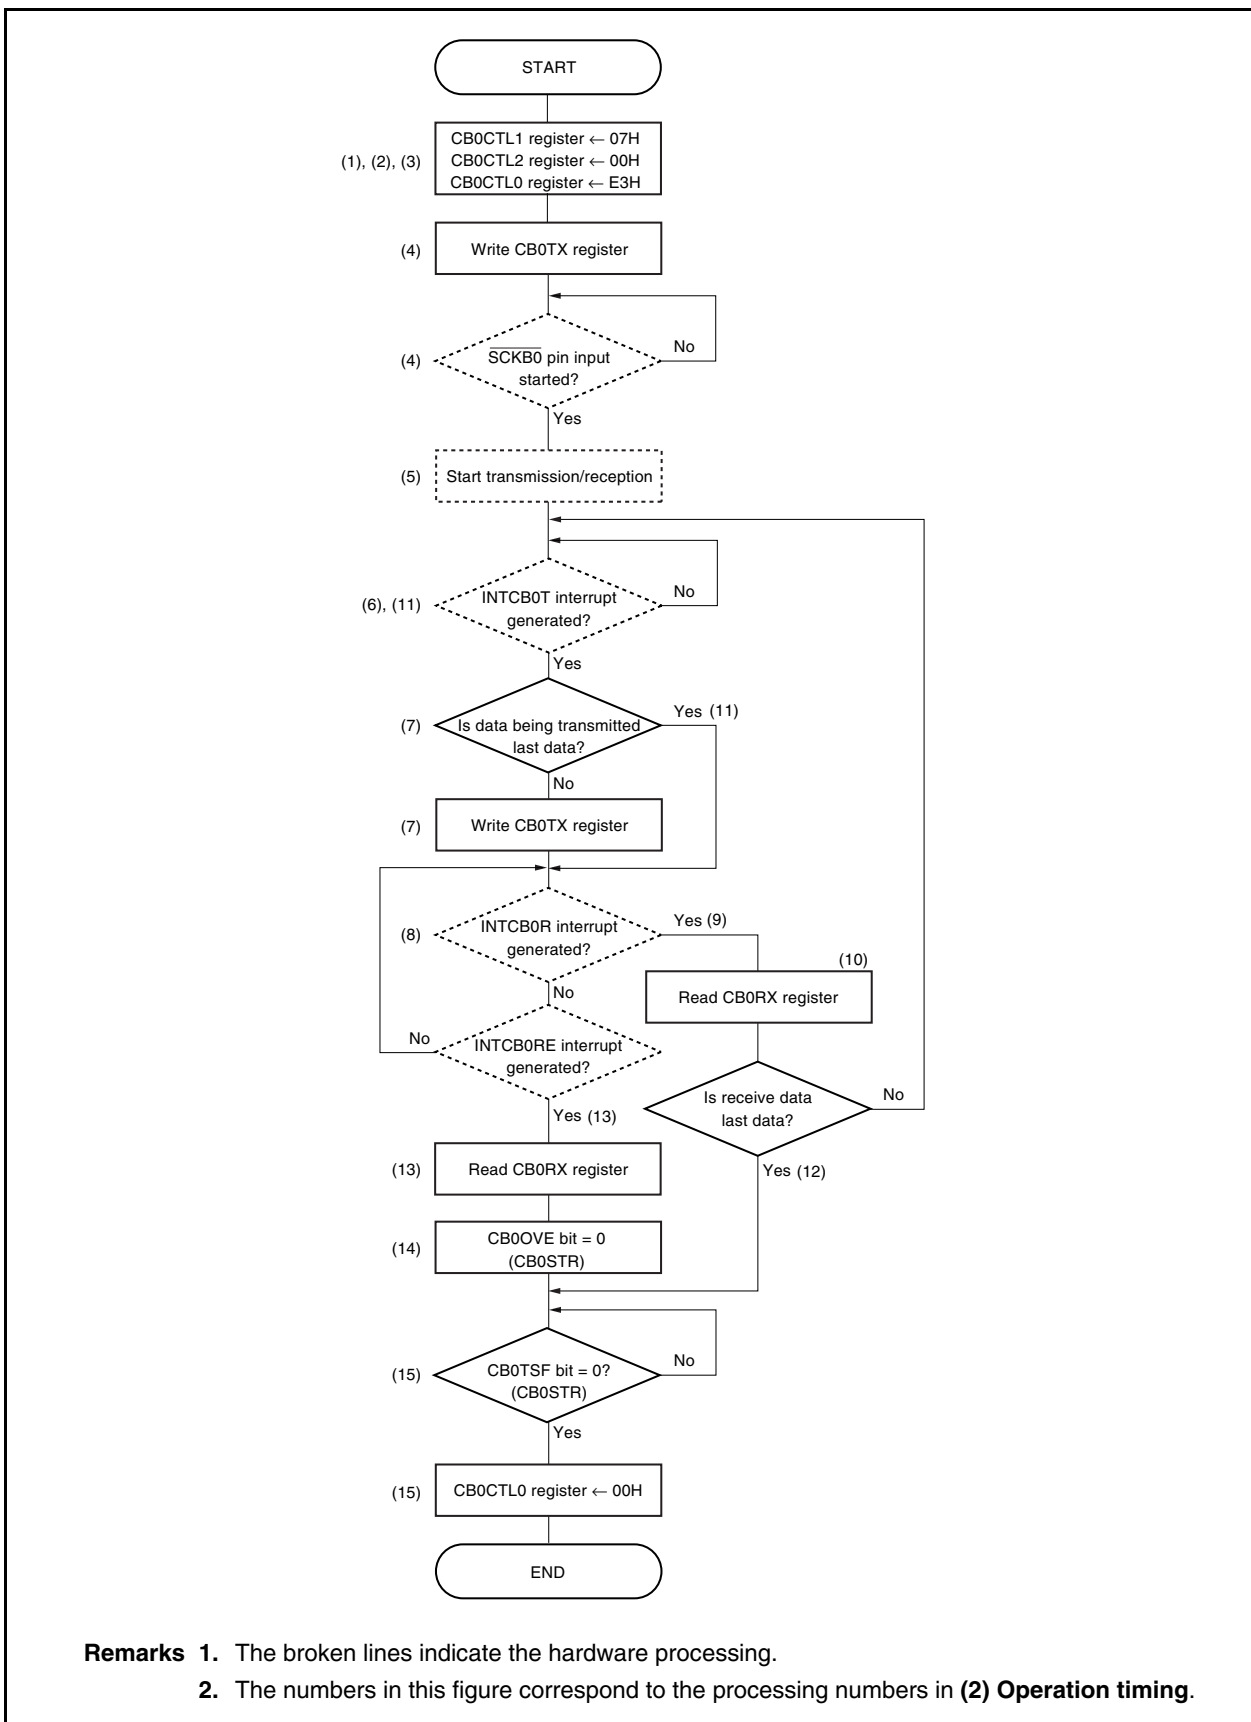 START
(1), (2), (3)
CB0CTL1 register ← 07H
CB0CTL2 register ← 00H
CB0CTL0 register ← E3H
(4)
Write CB0TX register
(4)
SCKB0 pin input
started?
No
Yes
(5)
Start transmission/reception
(6), (11)
INTCB0T interrupt
generated?
No
Yes
(7)
Is data being transmitted
last data?
Yes (11)
No
(7)
Write CB0TX register
(8)
INTCB0R interrupt
generated?
Yes (9)
No
(10)
Read CB0RX register
INTCB0RE interrupt
generated?
No
Yes (13)
Is receive data
last data?
No
Yes (12)
(13)
Read CB0RX register
(14)
CB0OVE bit = 0
(CB0STR)
(15)
CB0TSF bit = 0?
(CB0STR)
No
Yes
(15)
CB0CTL0 register ← 00H
END
Remarks 1. The broken lines indicate the hardware processing.
2. The numbers in this figure correspond to the processing numbers in (2) Operation timing.